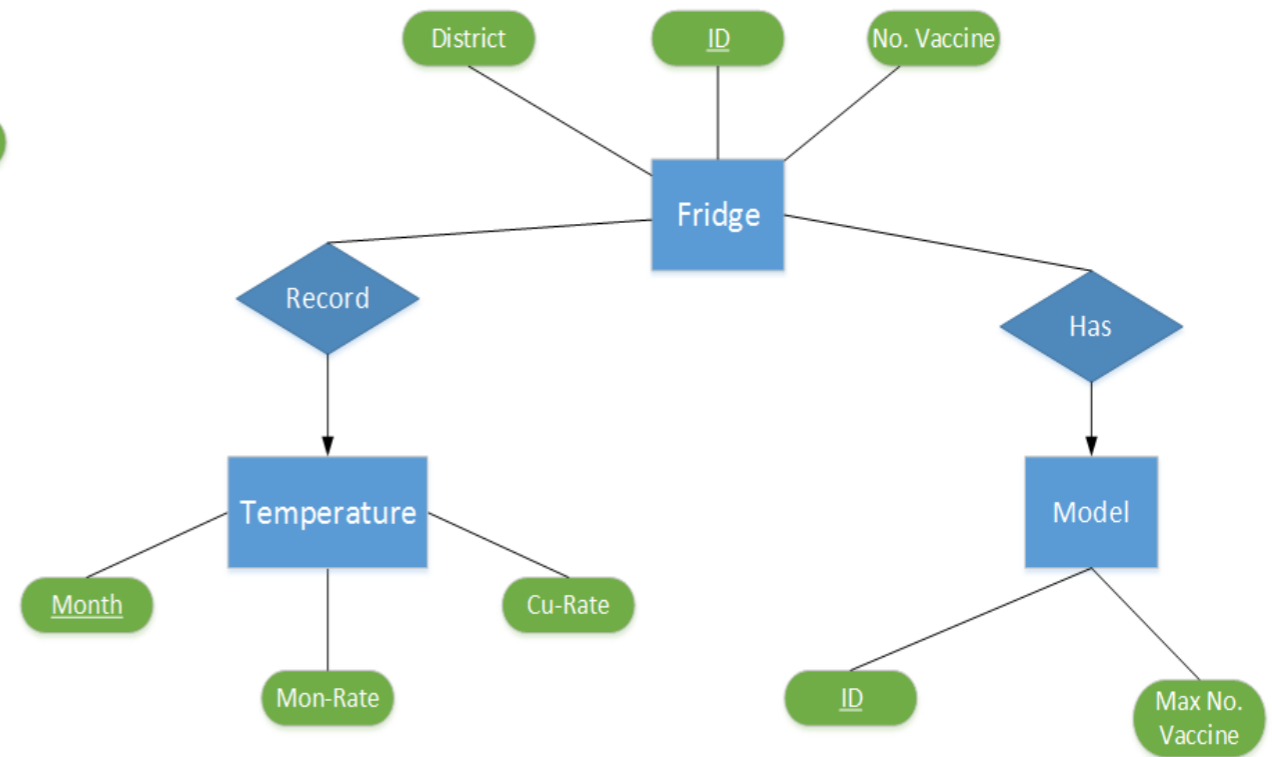 District
ID
No. Vaccine
Fridge
Record
Has
Temperature
Model
Month
Cu-Rate
Mon-Rate
ID
Max No.
Vaccine